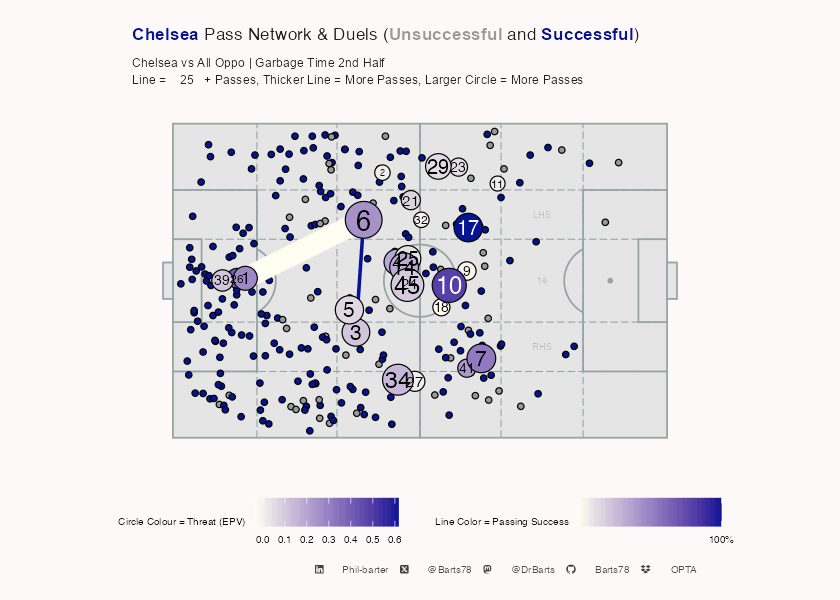 Chelsea Pass Network & Duels (Unsuccessful and Successful)
Chelsea vs All Oppo | Garbage Time 2nd Half
Line = 25 + Passes, Thicker Line = More Passes, Larger Circle = More Passes
29 23
2
11
21
LHS
6
32
17
25
9
39 26 1
14
45
10
18
5
3
RHS
7
41
34 27
Circle Colour = Threat (EPV)
0.0 0.1 0.2 0.3 0.4 0.5 0.6
Line Color = Passing Success
100%
Phil-barter @Barts78 @DrBarts Barts78 OPTA